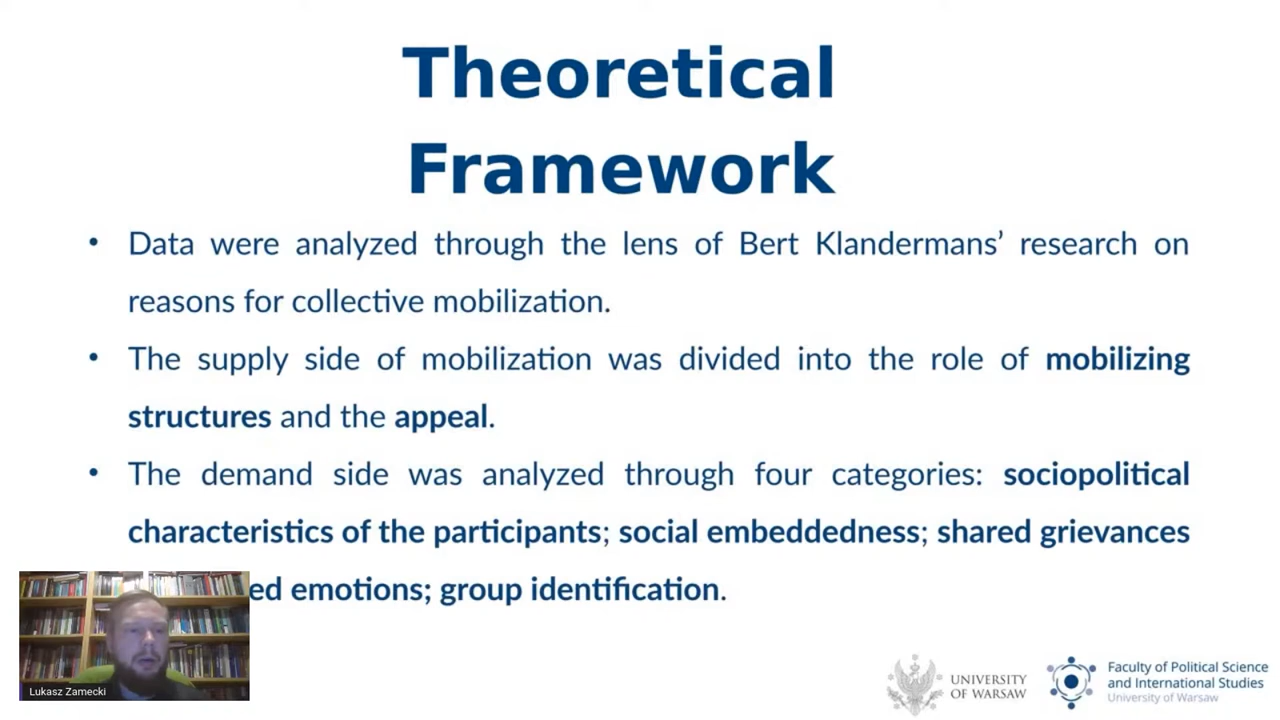 Theoretical
Framework
• Data were analyzed through the lens of Bert Klandermans’ research on
reasons for collective mobilization.
• The supply side of mobilization was divided into the role of mobilizing
structures and the appeal.
• The demand side was analyzed through four categories: sociopolitical
characteristics of the participants; social embeddedness; shared grievances
ed emotions; group identification.
Lukasz Zamecki
UNIVERSITY
OF WARSAW
Faculty of Political Science
and International Studies
University of Warsaw